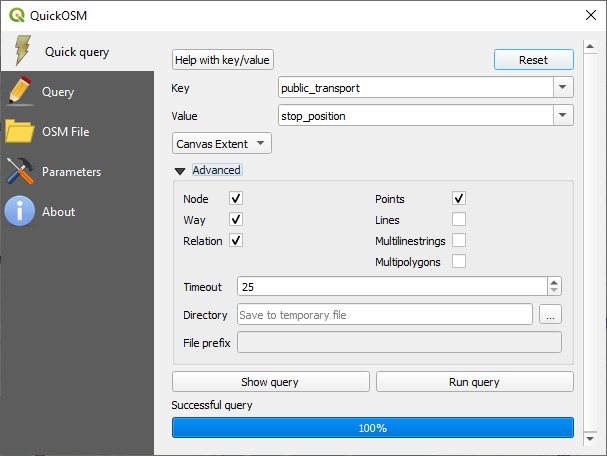 QuickOSM
Quick query
Query
OSM File
Parameters
About
Help with key/value
Reset
Key
public_transport
Value
stop_position
Canvas Extent
Advanced
Node
Points
Way
Lines
Relation
Multilinestrings
Multipolygons
Timeout
25
Directory
Save to temporary file
...
File prefix
Show query
Run query
Successful query
100%